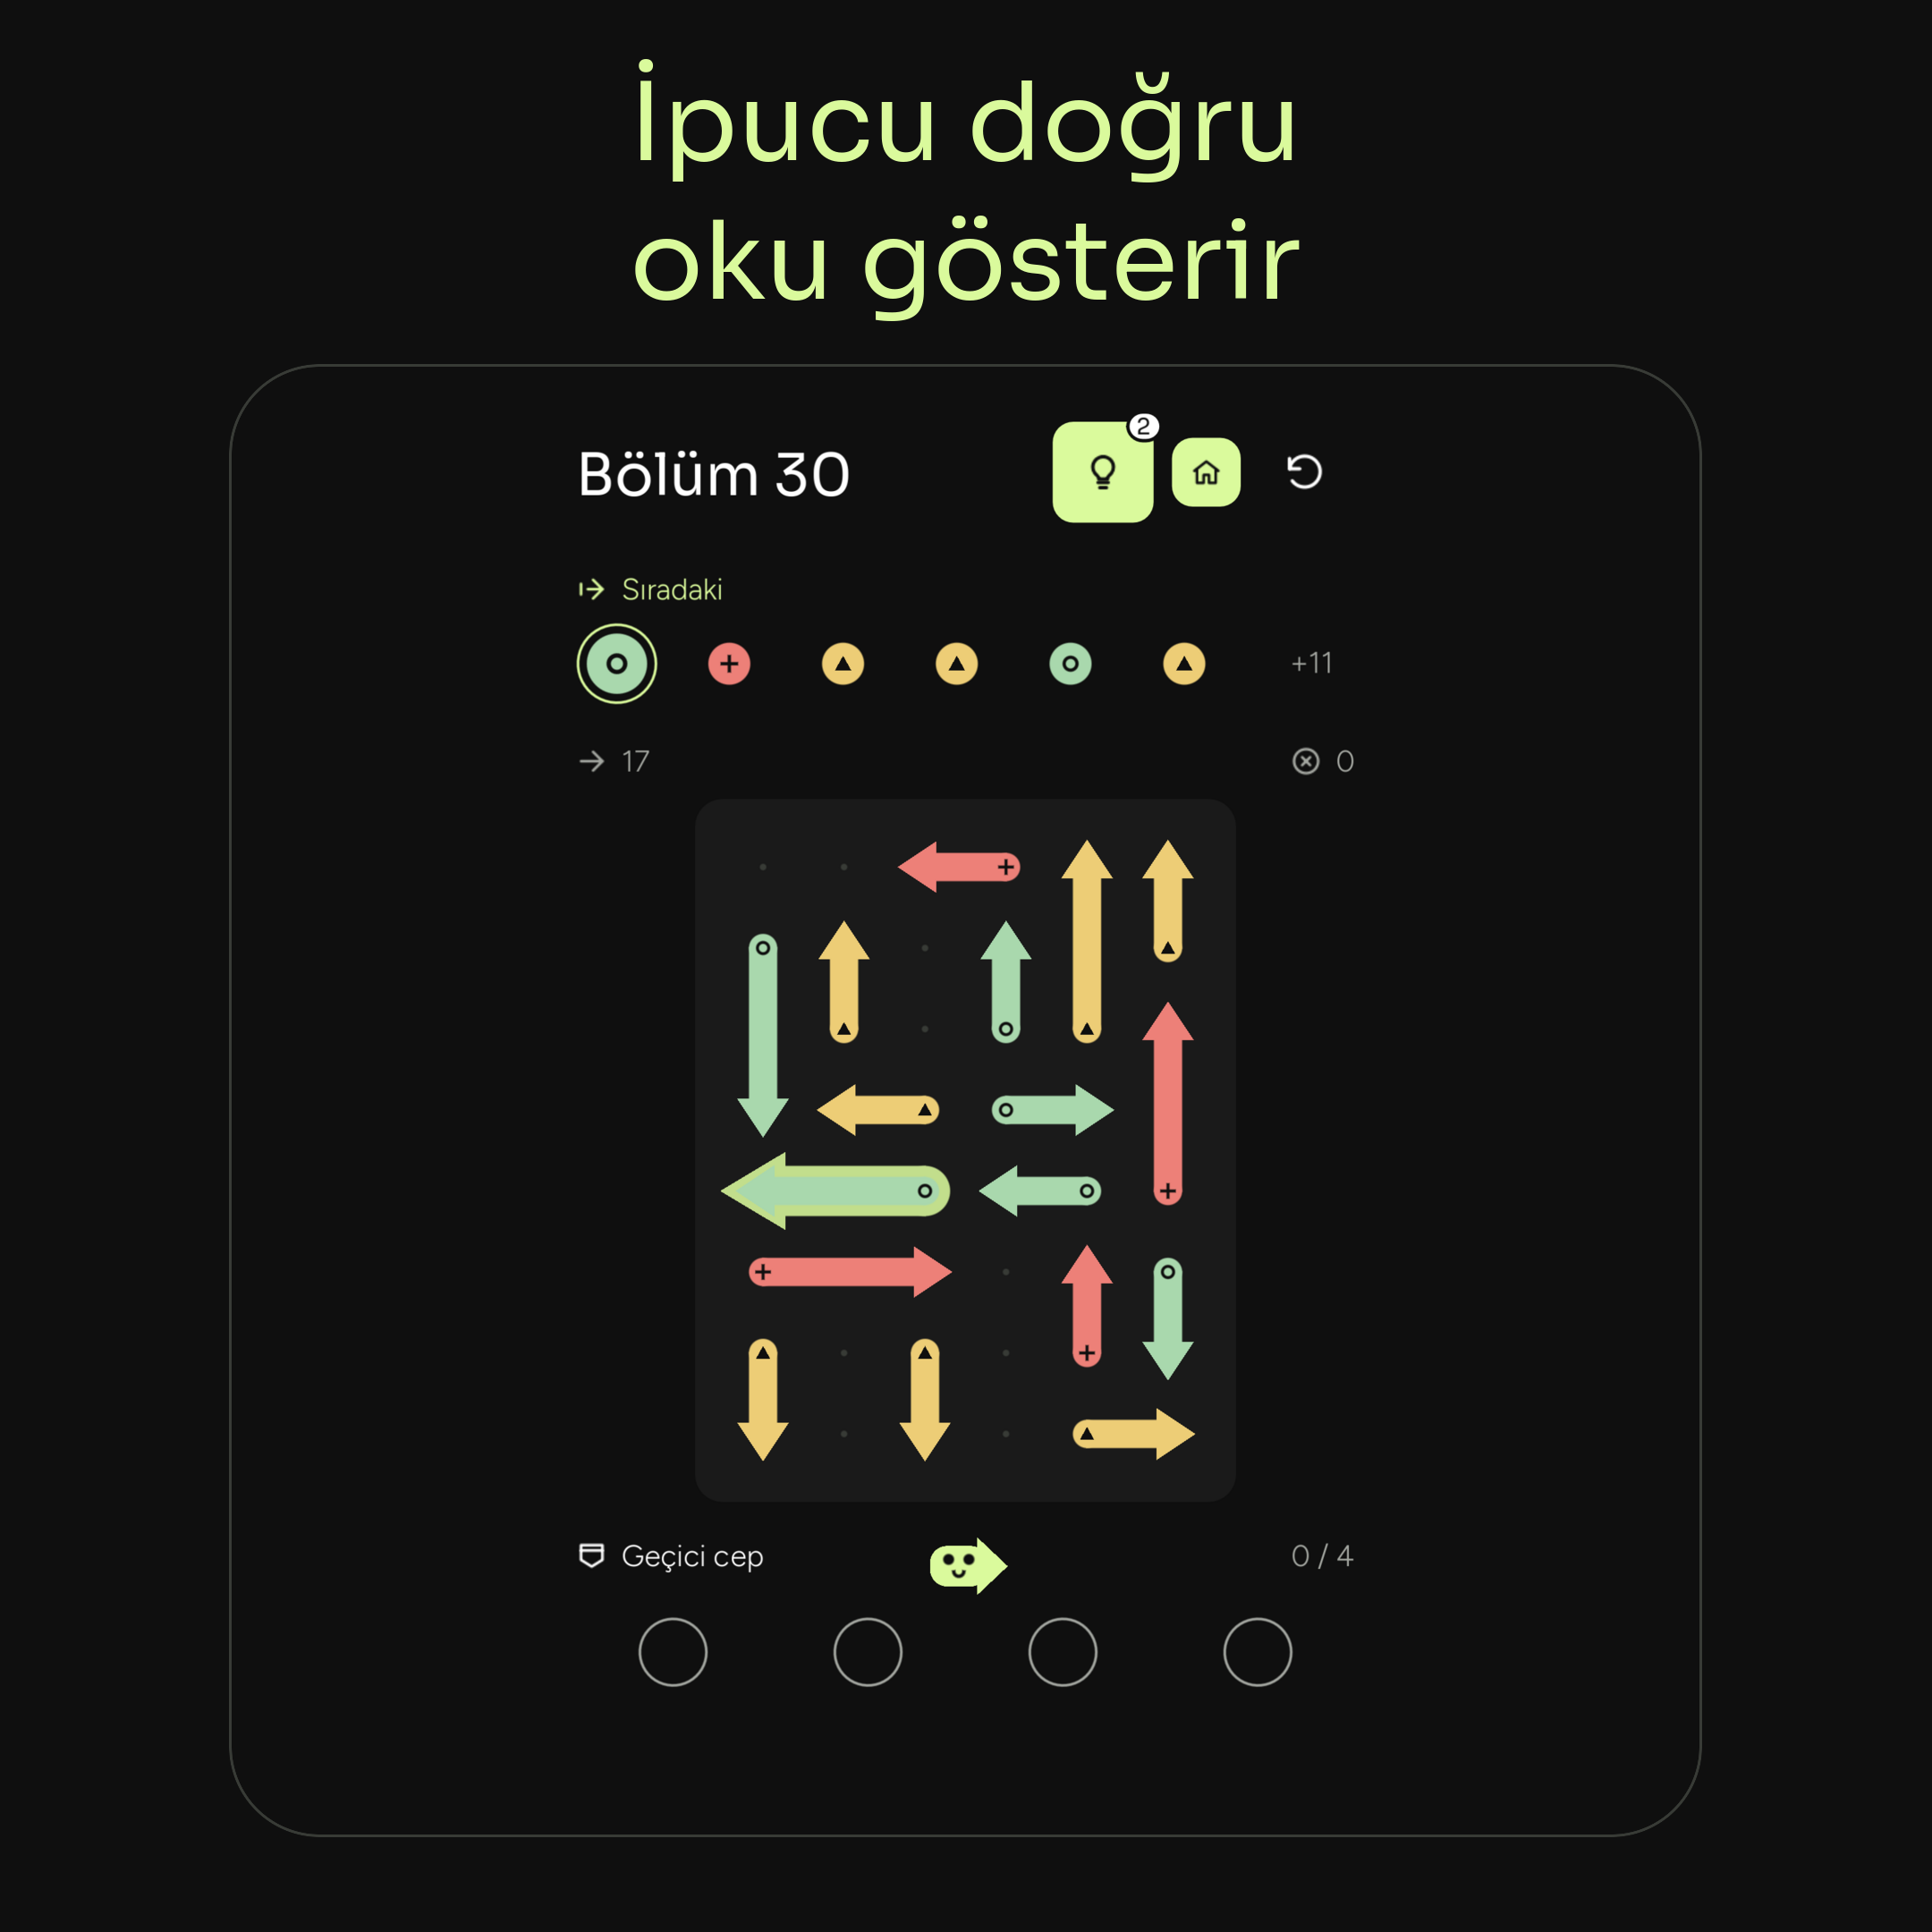 İpucu doğru
oku gösterir
Bölüm 30
2
Sıradaki
+11
17
0
Geçici cep
0 / 4